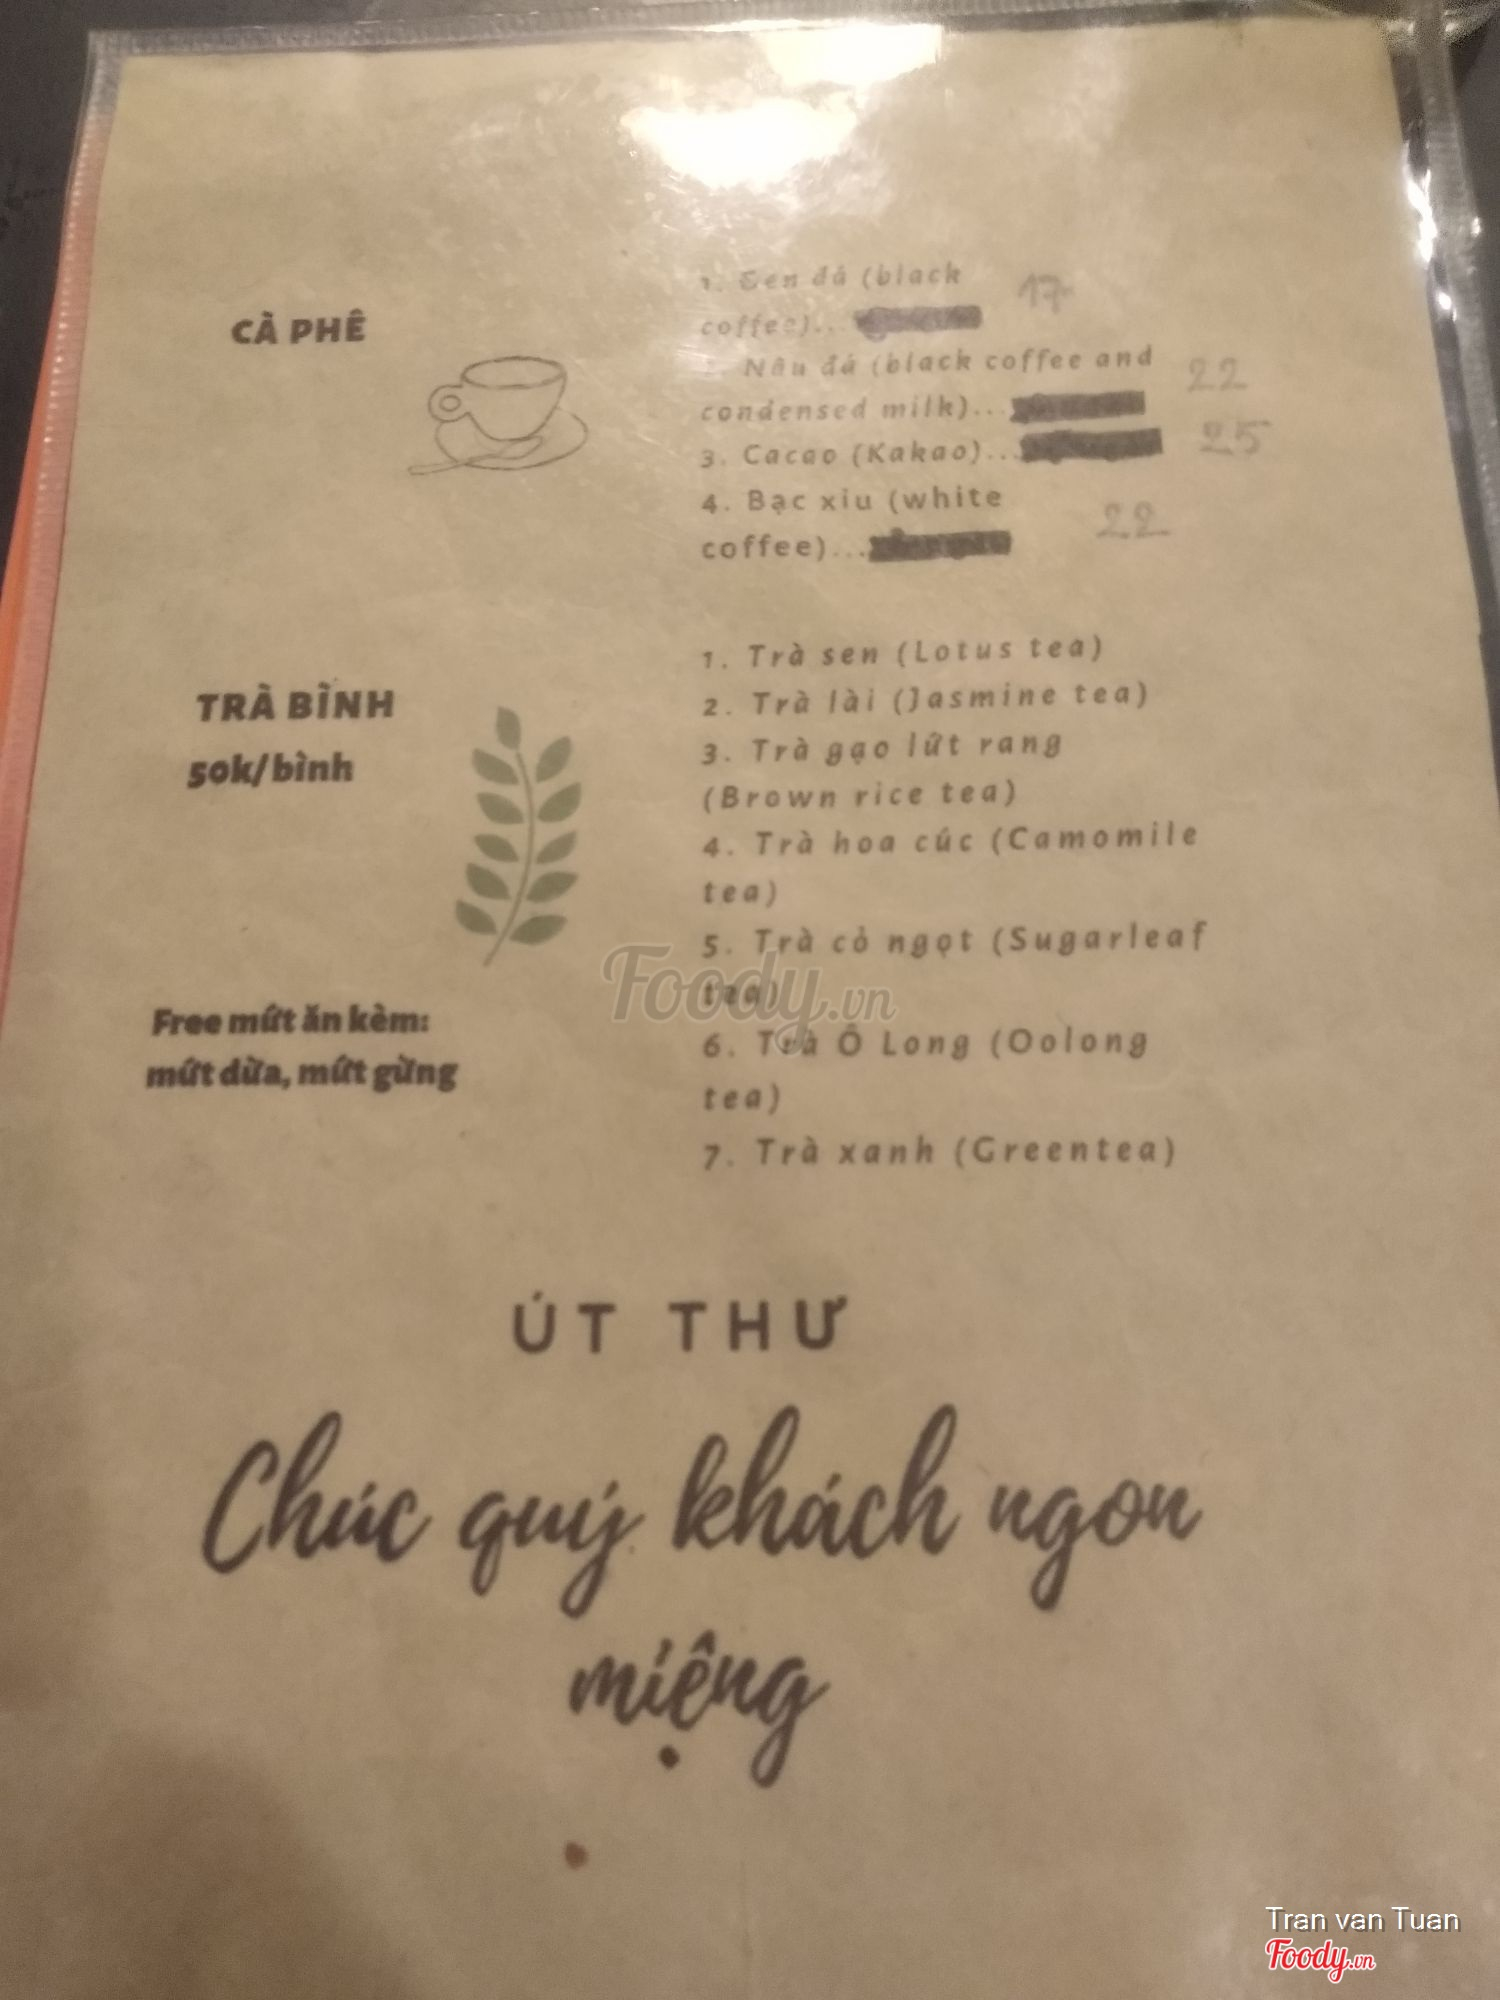 CÀ PHÊ
1. Đen đá (black
coffee)... 17
2. Nâu đá (black coffee and
condensed milk)... 22
3. Cacao (Kakao)... 25
4. Bạc xỉu (white
coffee)... 22
TRÀ BÌNH
50k/bình
1. Trà sen (Lotus tea)
2. Trà lài (Jasmine tea)
3. Trà gạo lứt rang
(Brown rice tea)
4. Trà hoa cúc (Camomile
tea)
5. Trà cỏ ngọt (Sugarleaf
tea)
6. Trà Ô Long (Oolong
tea)
7. Trà xanh (Greentea)
Free mứt ăn kèm:
mứt dừa, mứt gừng
Foody.vn
ÚT THƯ
Chúc quý khách ngon
miệng
Tran van Tuan
Foody.vn